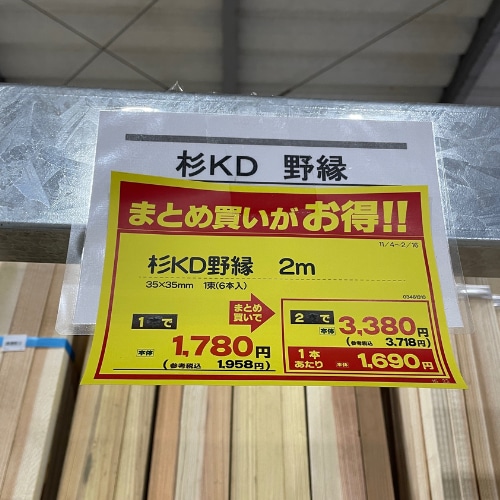 杉KD 野縁
まとめ買いがお得!!
11/4~2/16
杉KD野縁 2m
35×35mm 1束(6本入)
1束で
本体 1,780円
(参考税込 1,958円)
まとめ
買いで
2束で
本体 3,380円
(参考税込 3,718円)
1本
あたり
本体 1,690円